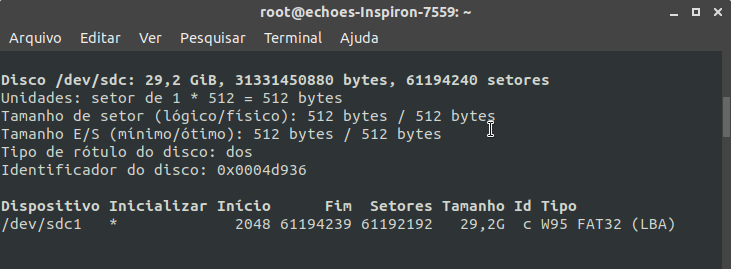 root@echoes-Inspiron-7559: ~
Arquivo Editar Ver Pesquisar Terminal Ajuda
Disco /dev/sdc: 29,2 GiB, 31331450880 bytes, 61194240 setores
Unidades: setor de 1 * 512 = 512 bytes
Tamanho de setor (lógico/físico): 512 bytes / 512 bytes
Tamanho E/S (mínimo/ótimo): 512 bytes / 512 bytes
Tipo de rótulo do disco: dos
Identificador do disco: 0x0004d936
Dispositivo Inicializar Início Fim Setores Tamanho Id Tipo
/dev/sdc1 * 2048 61194239 61192192 29,2G c W95 FAT32 (LBA)